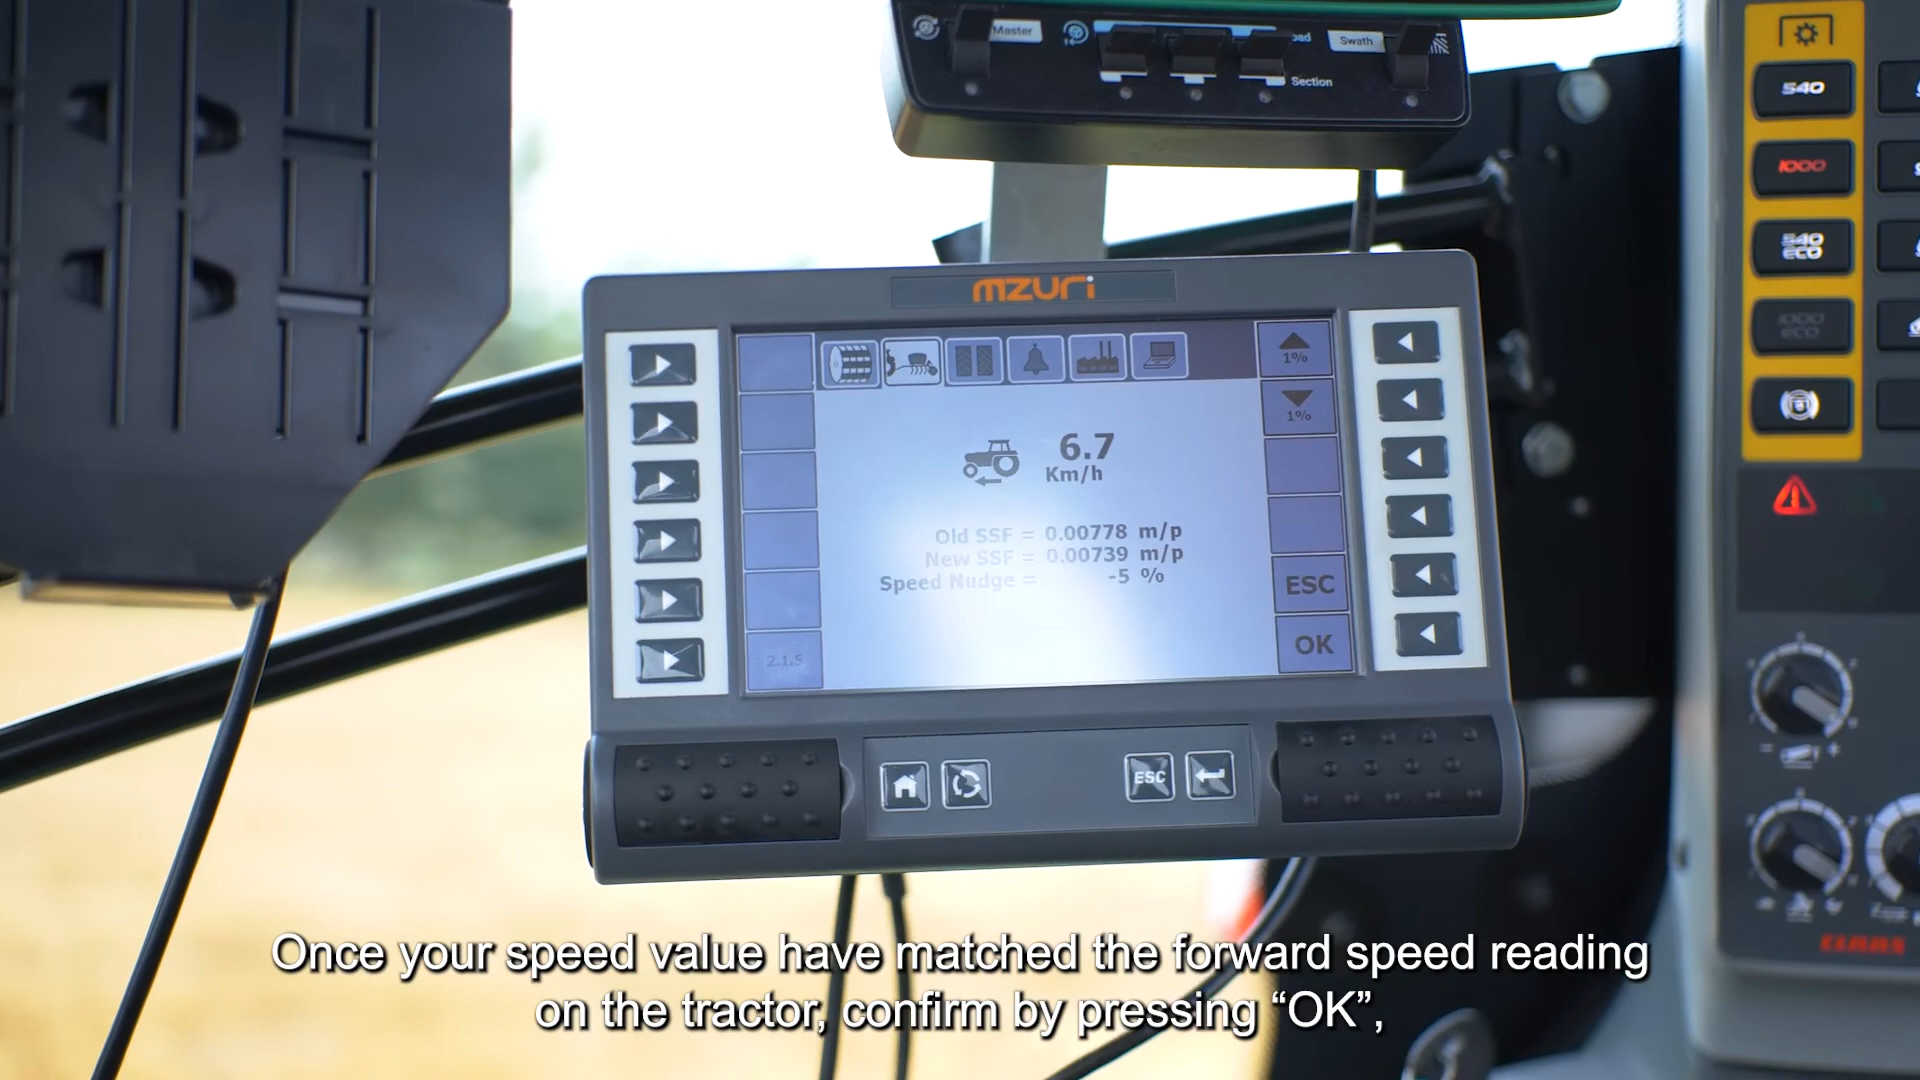 Master
Swath
Section
540
1000
540
ECO
1000
ECO
mzuri
1%
1%
6.7
Km/h
Old SSF = 0.00778 m/p
New SSF = 0.00739 m/p
Speed Nudge = -5 %
ESC
OK
2.1.5
ESC
CLAAS
Once your speed value have matched the forward speed reading
on the tractor, confirm by pressing “OK”,